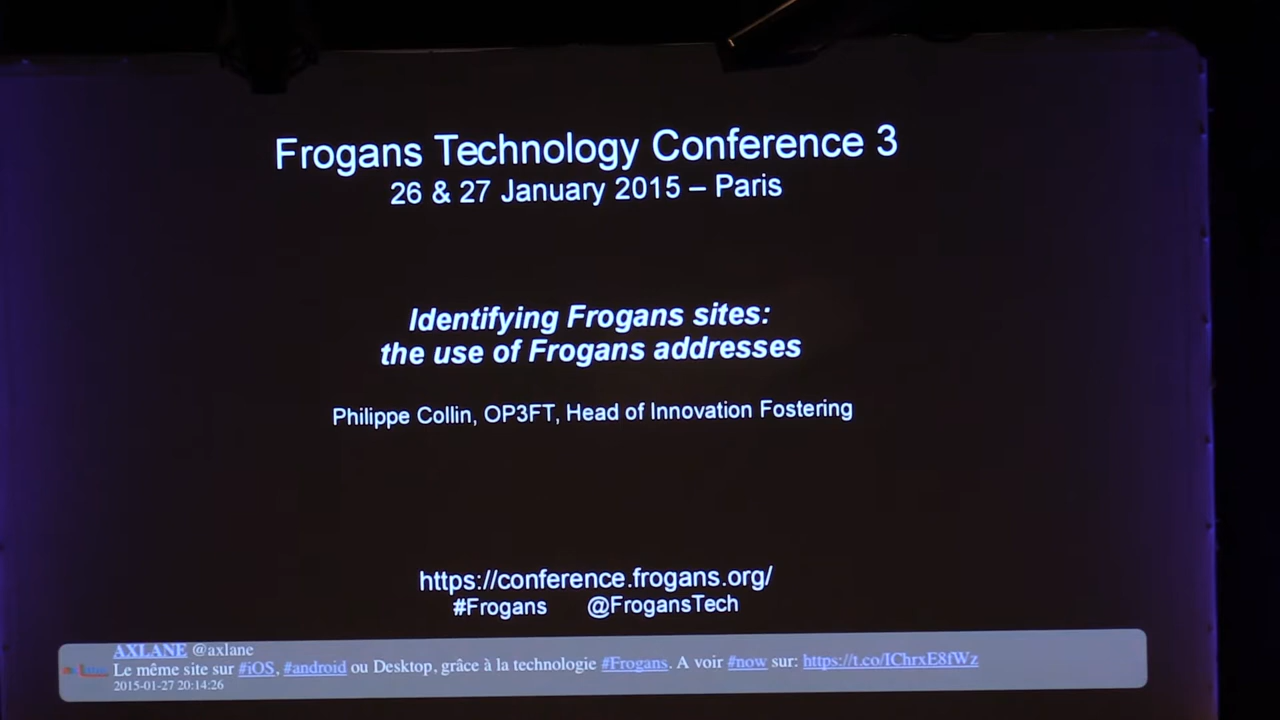 Frogans Technology Conference 3
26 & 27 January 2015 – Paris
Identifying Frogans sites:
the use of Frogans addresses
Philippe Collin, OP3FT, Head of Innovation Fostering
https://conference.frogans.org/
#Frogans @FrogansTech
AXLANE @axlane
Le même site sur #iOS, #android ou Desktop, grâce à la technologie #Frogans. A voir #now sur: https://t.co/IChrxE8fWz
2015-01-27 20:14:26